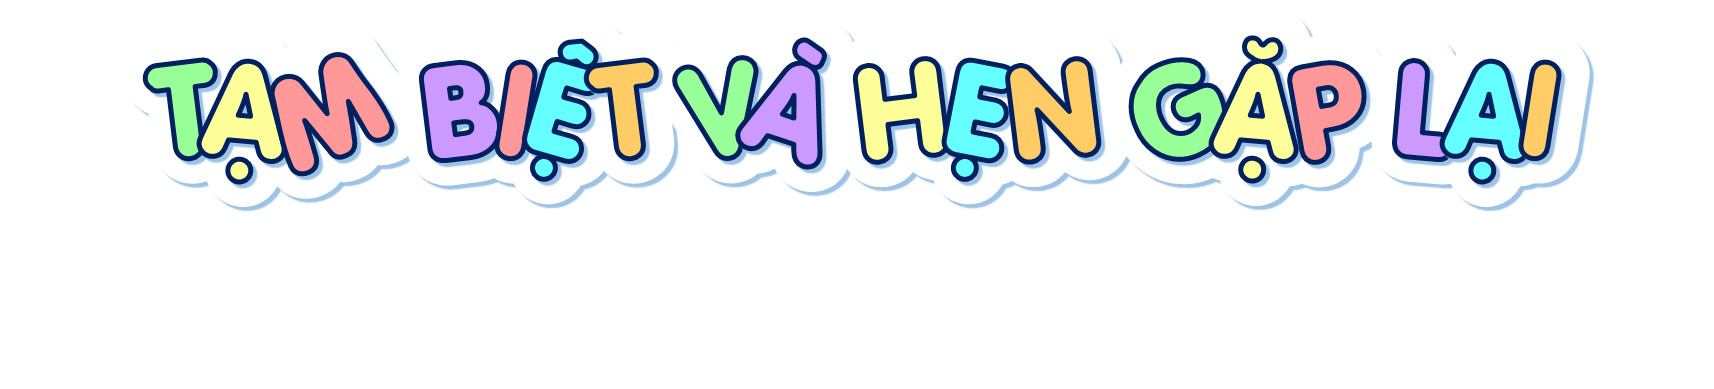 TẠM BIỆT VÀ HẸN GẶP LẠI